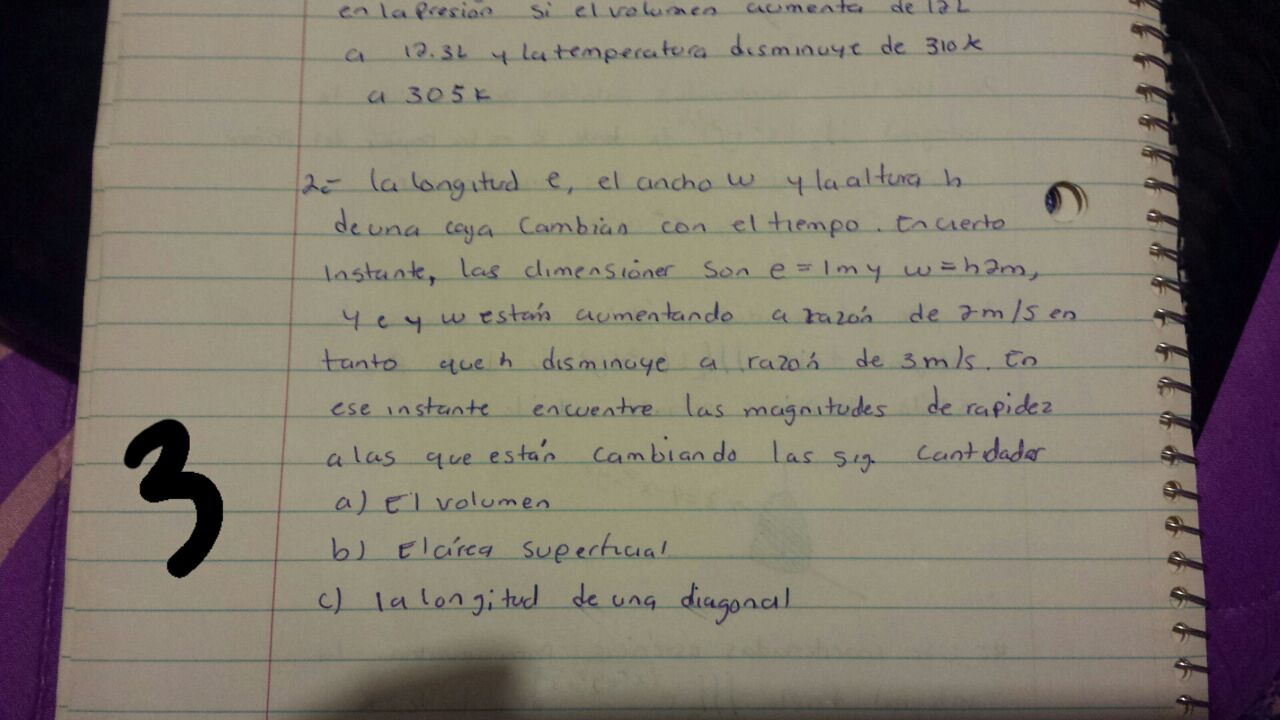 en la presión si el volumen aumenta de 12L
a 12.3L y la temperatura disminuye de 310K
a 305K
2.- la longitud e, el ancho w y la altura h
de una caja cambian con el tiempo. En cierto
instante, las dimensioner son e = 1m y w = h 2m,
y e y w están aumentando a razón de 2m/s en
tanto que h disminuye a razón de 3m/s. En
ese instante encuentre las magnitudes de rapidez
a las que están cambiando las sig. cantidader
a) El volumen
b) El área superficial
c) la longitud de una diagonal
3